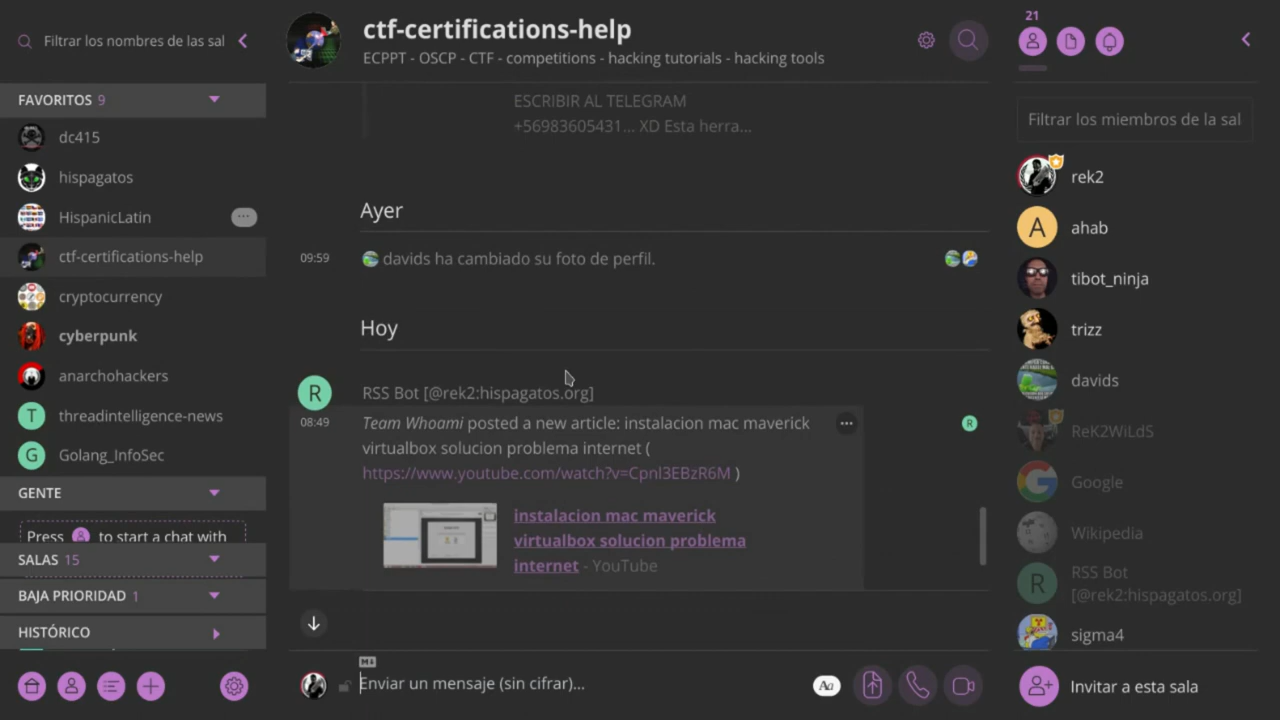 Filtrar los nombres de las sal
FAVORITOS 9
dc415
hispagatos
HispanicLatin
ctf-certifications-help
cryptocurrency
cyberpunk
anarchohackers
T threadintelligence-news
G Golang_InfoSec
GENTE
Press to start a chat with
SALAS 15
BAJA PRIORIDAD 1
HISTÓRICO
ctf-certifications-help
ECPPT - OSCP - CTF - competitions - hacking tutorials - hacking tools
ESCRIBIR AL TELEGRAM
+56983605431... XD Esta herra...
Ayer
09:59 davids ha cambiado su foto de perfil.
Hoy
R RSS Bot [@rek2:hispagatos.org]
08:49 Team Whoami posted a new article: instalacion mac maverick
R
virtualbox solucion problema internet (
https://www.youtube.com/watch?v=Cpnl3EBzR6M )
instalacion mac maverick
virtualbox solucion problema
internet - YouTube
M
Enviar un mensaje (sin cifrar)...
Aa
21
Filtrar los miembros de la sal
rek2
A ahab
tibot_ninja
trizz
davids
ReK2WiLdS
G Google
Wikipedia
R RSS Bot
[@rek2:hispagatos.org]
sigma4
Invitar a esta sala